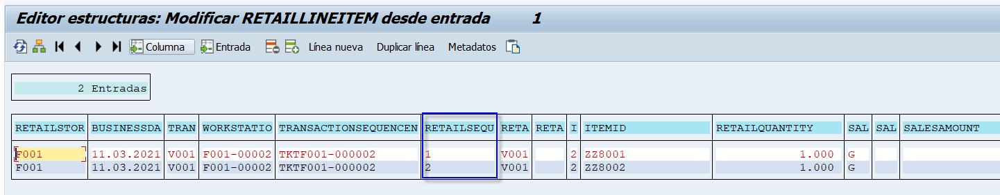 Editor estructuras: Modificar RETAILLINEITEM desde entrada 1
Columna Entrada Línea nueva Duplicar línea Metadatos
2 Entradas
RETAILSTOR BUSINESSDA TRAN WORKSTATIO TRANSACTIONSEQUENCEN RETAILSEQU RETA RETA I ITEMID RETAILQUANTITY SAL SAL SALESAMOUNT
F001 11.03.2021 V001 F001-00002 TKTF001-000002 1 V001 2 ZZ8001 1.000 G
F001 11.03.2021 V001 F001-00002 TKTF001-000002 2 V001 2 ZZ8002 1.000 G